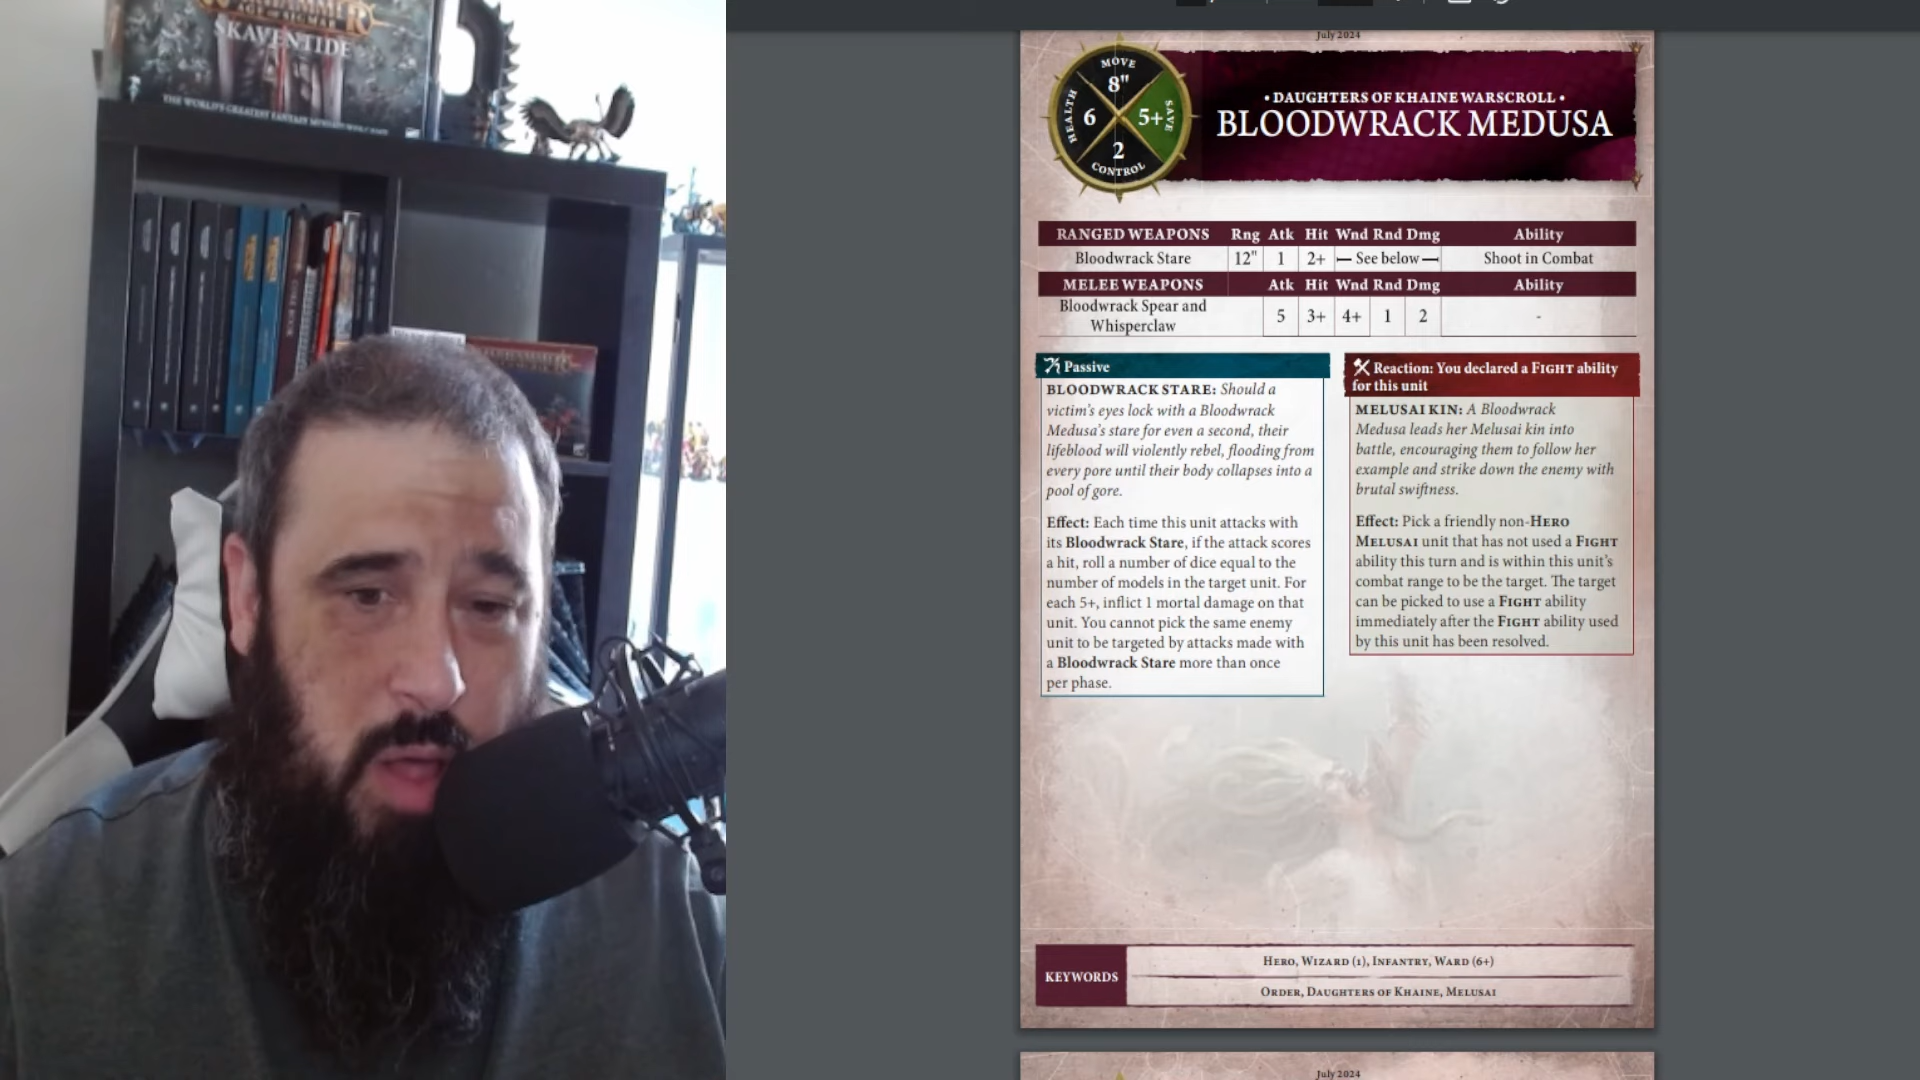 SKAVENTIDE
THE WORLD'S GREATEST FANTASY MINIATURES
July 2024
MOVE
8"
HEALTH
6
5+
SAVE
2
CONTROL
• DAUGHTERS OF KHAINE WARSCROLL •
BLOODWRACK MEDUSA
RANGED WEAPONS Rng Atk Hit Wnd Rnd Dmg Ability
Bloodwrack Stare 12" 1 2+ See below Shoot in Combat
MELEE WEAPONS Atk Hit Wnd Rnd Dmg Ability
Bloodwrack Spear and
Whisperclaw 5 3+ 4+ 1 2 -
Passive
BLOODWRACK STARE: Should a
victim's eyes lock with a Bloodwrack
Medusa's stare for even a second, their
lifeblood will violently rebel, flooding from
every pore until their body collapses into a
pool of gore.
Effect: Each time this unit attacks with
its Bloodwrack Stare, if the attack scores
a hit, roll a number of dice equal to the
number of models in the target unit. For
each 5+, inflict 1 mortal damage on that
unit. You cannot pick the same enemy
unit to be targeted by attacks made with
a Bloodwrack Stare more than once
per phase.
Reaction: You declared a FIGHT ability
for this unit
MELUSAI KIN: A Bloodwrack
Medusa leads her Melusai kin into
battle, encouraging them to follow her
example and strike down the enemy with
brutal swiftness.
Effect: Pick a friendly non-HERO
MELUSAI unit that has not used a FIGHT
ability this turn and is within this unit's
combat range to be the target. The target
can be picked to use a FIGHT ability
immediately after the FIGHT ability used
by this unit has been resolved.
KEYWORDS
HERO, WIZARD (1), INFANTRY, WARD (6+)
ORDER, DAUGHTERS OF KHAINE, MELUSAI
July 2024